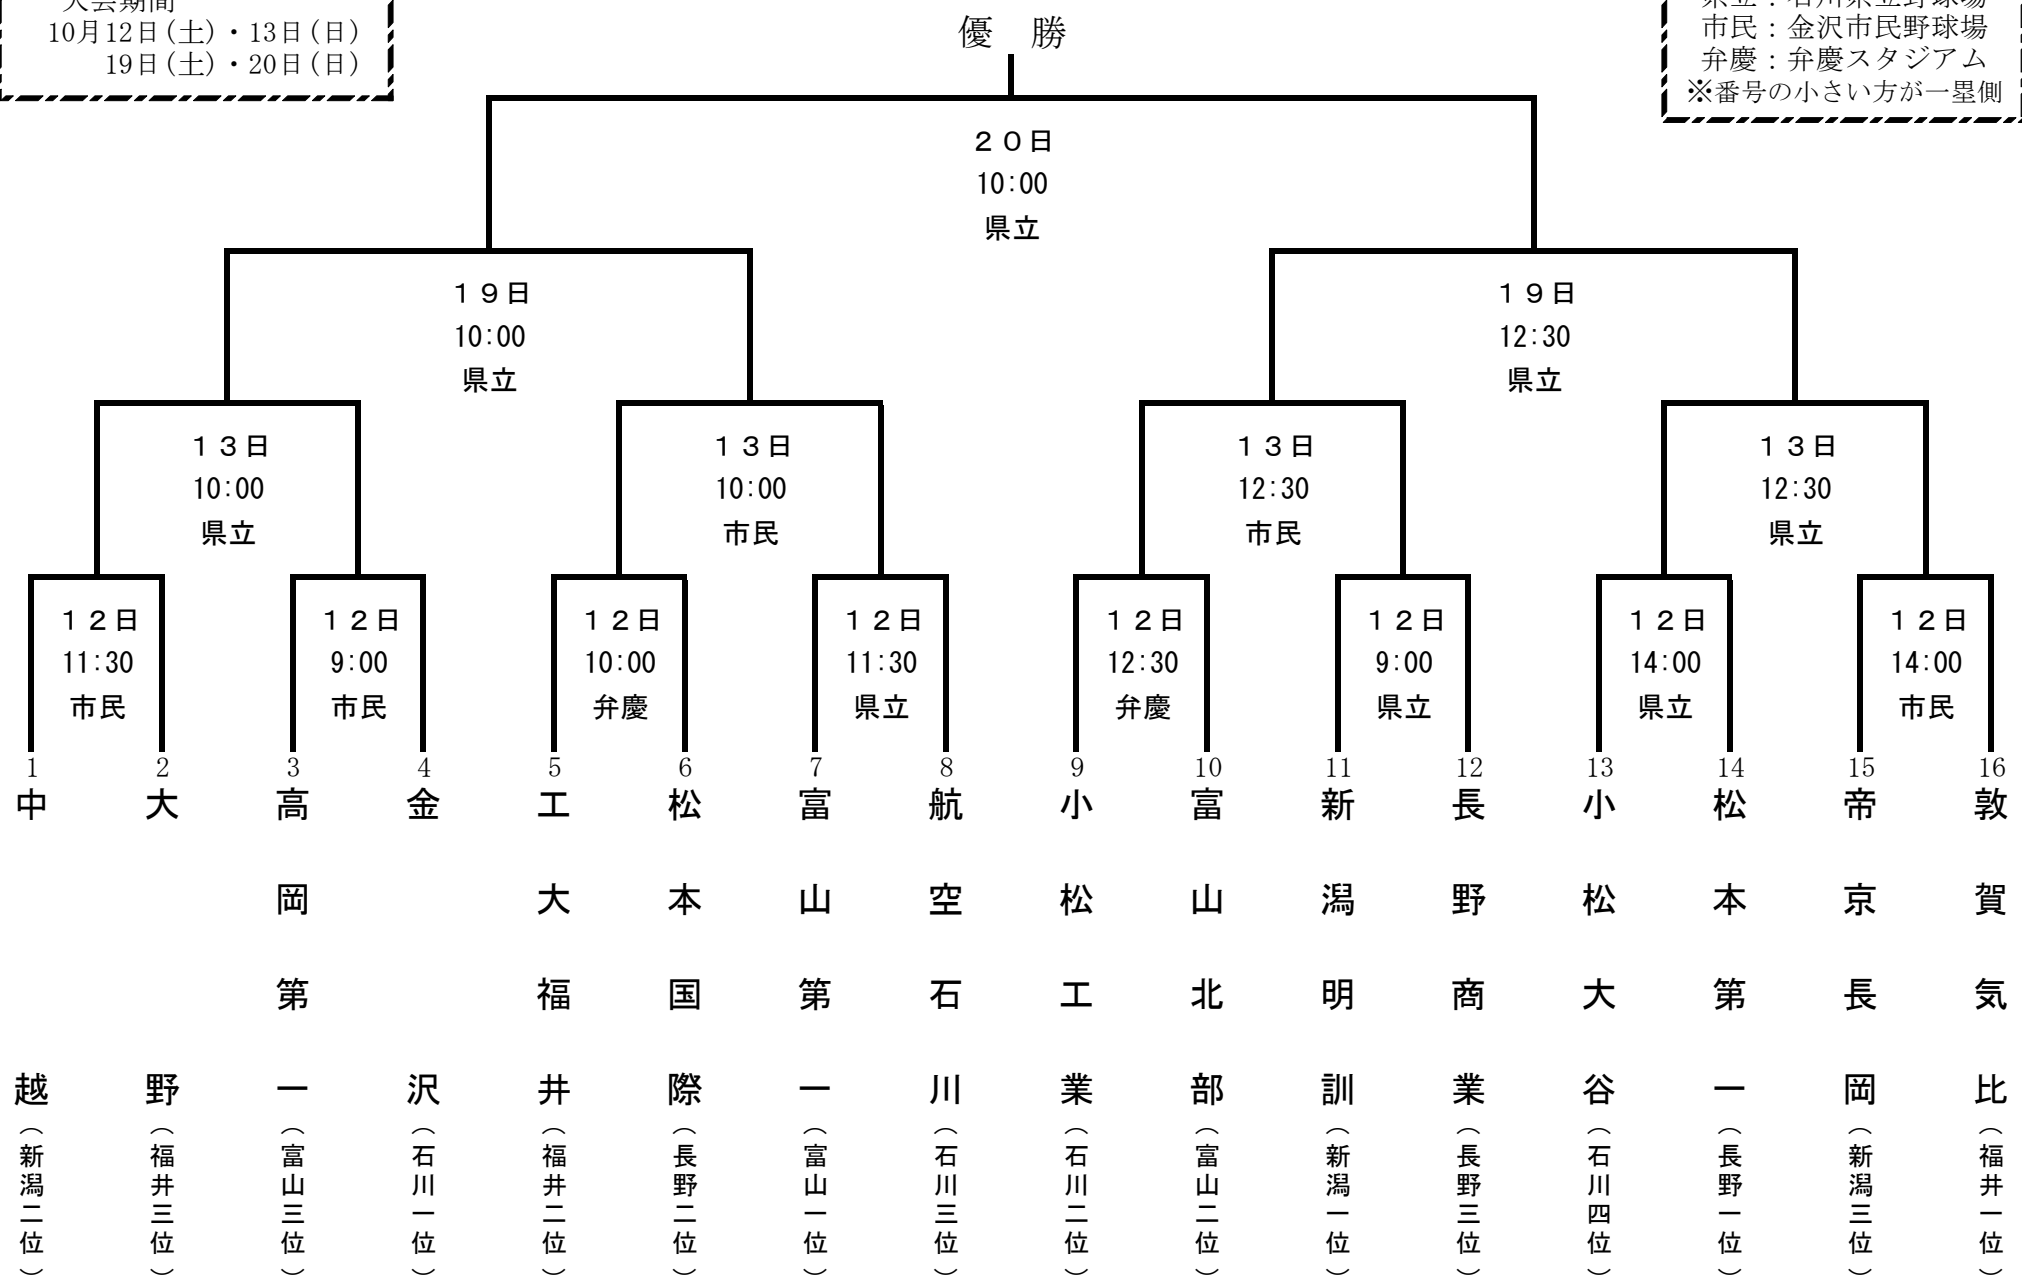 大会期間
10月12日(土)・13日(日)
19日(土)・20日(日)
優　勝
県立：石川県立野球場
市民：金沢市民野球場
弁慶：弁慶スタジアム
※番号の小さい方が一塁側
２０日
10:00
県立
１９日
10:00
県立
１９日
12:30
県立
１３日
10:00
県立
１３日
10:00
市民
１３日
12:30
市民
１３日
12:30
県立
１２日
11:30
市民
１２日
9:00
市民
１２日
10:00
弁慶
１２日
11:30
県立
１２日
12:30
弁慶
１２日
9:00
県立
１２日
14:00
県立
１２日
14:00
市民
1
中越
（新潟二位）
2
大野
（福井三位）
3
高岡第一
（富山三位）
4
金沢
（石川一位）
5
工大福井
（福井二位）
6
松本国際
（長野二位）
7
富山第一
（富山一位）
8
航空石川
（石川三位）
9
小松工業
（石川二位）
10
富山北部
（富山二位）
11
新潟明訓
（新潟一位）
12
長野商業
（長野三位）
13
小松大谷
（石川四位）
14
松本第一
（長野一位）
15
帝京長岡
（新潟三位）
16
敦賀気比
（福井一位）